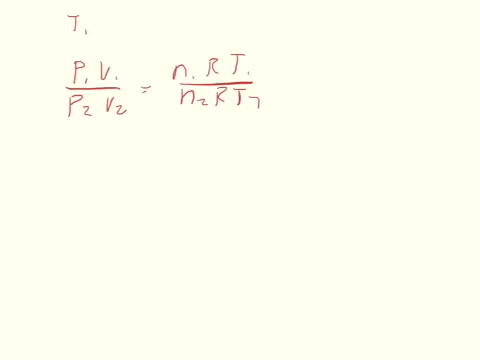 T₁
P₁ V₁ / P₂ V₂ = n₁ R T₁ / n₂ R T₂